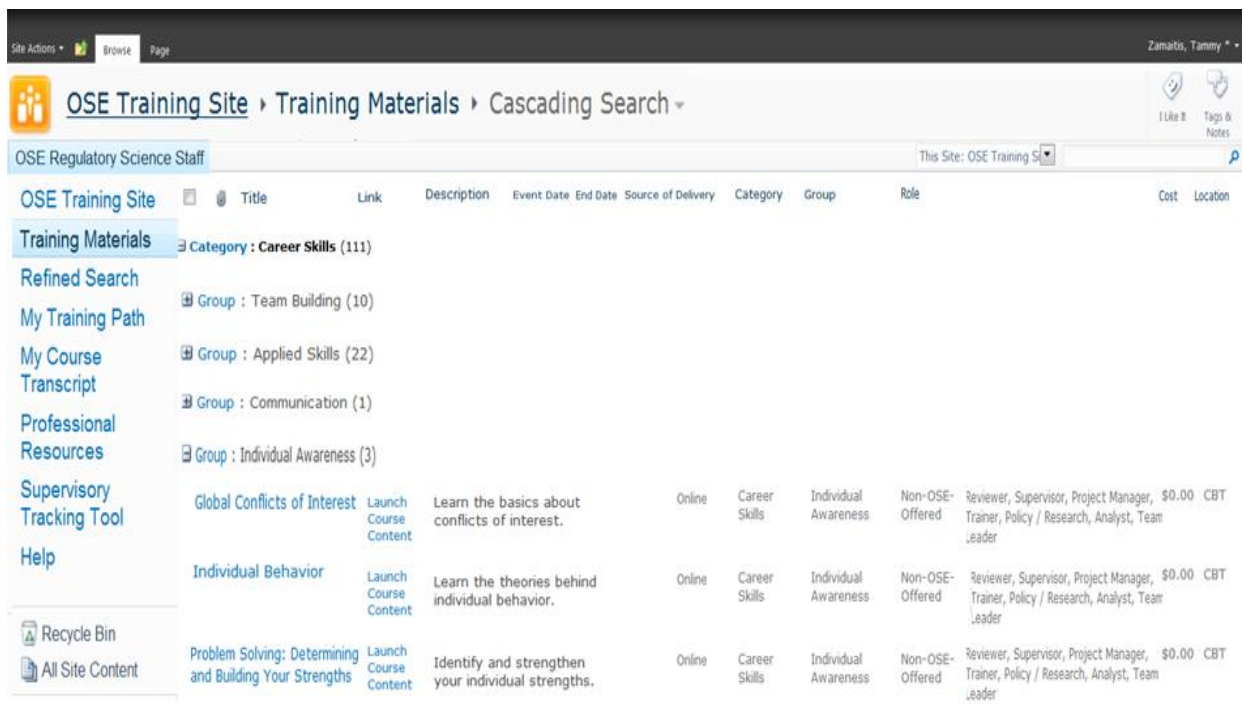 Site Actions Browse Page Zamaitis, Tammy *
OSE Training Site Training Materials Cascading Search
I Like It Tags & Notes
OSE Regulatory Science Staff
This Site: OSE Training S
OSE Training Site
Training Materials
Refined Search
My Training Path
My Course
Transcript
Professional
Resources
Supervisory
Tracking Tool
Help
Recycle Bin
All Site Content
Title Link Description Event Date End Date Source of Delivery Category Group Role Cost Location
Category : Career Skills (111)
Group : Team Building (10)
Group : Applied Skills (22)
Group : Communication (1)
Group : Individual Awareness (3)
Global Conflicts of Interest
Launch
Course
Content
Learn the basics about
conflicts of interest.
Online
Career
Skills
Individual
Awareness
Non-OSE-
Offered
Reviewer, Supervisor, Project Manager,
Trainer, Policy / Research, Analyst, Team
Leader
$0.00 CBT
Individual Behavior
Launch
Course
Content
Learn the theories behind
individual behavior.
Online
Career
Skills
Individual
Awareness
Non-OSE-
Offered
Reviewer, Supervisor, Project Manager,
Trainer, Policy / Research, Analyst, Team
Leader
$0.00 CBT
Problem Solving: Determining
and Building Your Strengths
Launch
Course
Content
Identify and strengthen
your individual strengths.
Online
Career
Skills
Individual
Awareness
Non-OSE-
Offered
Reviewer, Supervisor, Project Manager,
Trainer, Policy / Research, Analyst, Team
Leader
$0.00 CBT